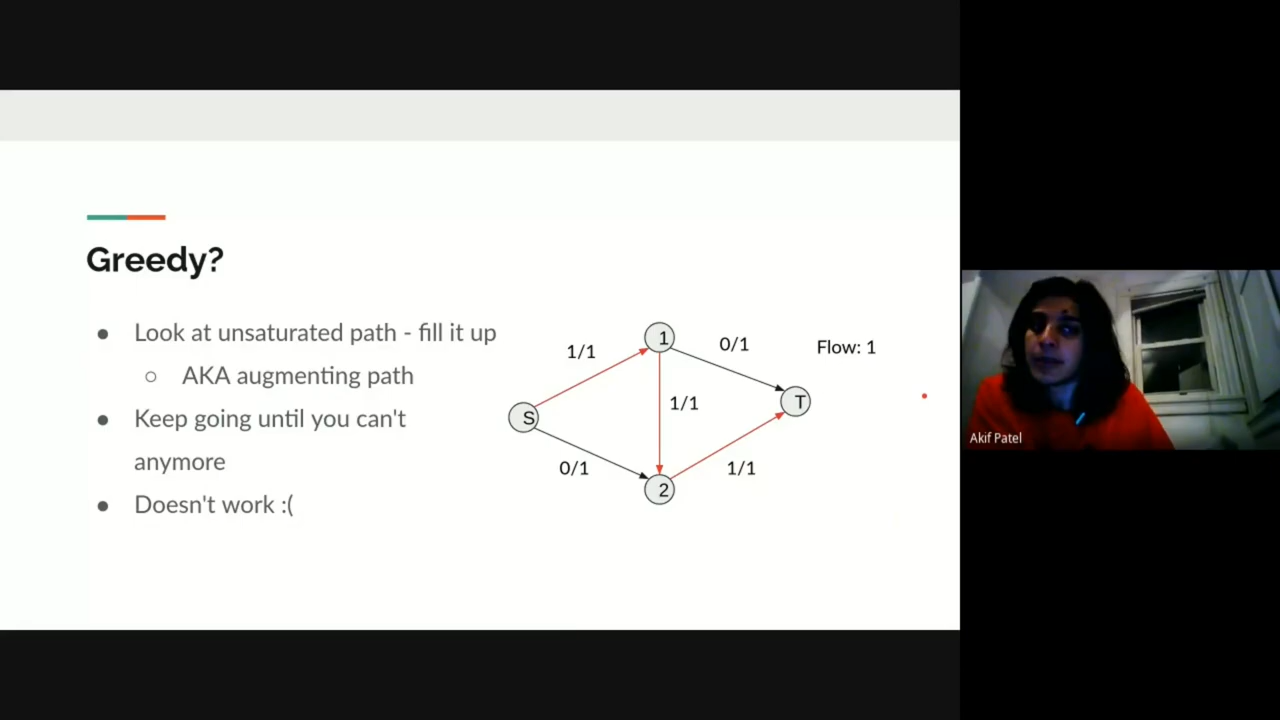 Greedy?
Look at unsaturated path - fill it up
AKA augmenting path
Keep going until you can't
anymore
Doesn't work :(
1
0/1
Flow: 1
1/1
1/1
T
S
0/1
1/1
2
Akif Patel